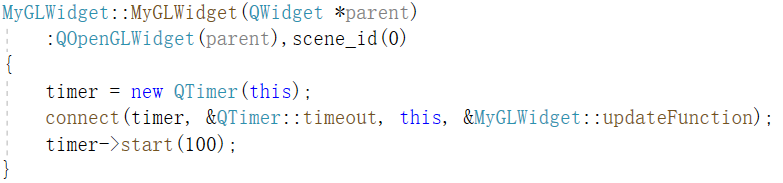 MyGLWidget::MyGLWidget(QWidget *parent)
    :QOpenGLWidget(parent),scene_id(0)
{
    timer = new QTimer(this);
    connect(timer, &QTimer::timeout, this, &MyGLWidget::updateFunction);
    timer->start(100);
}